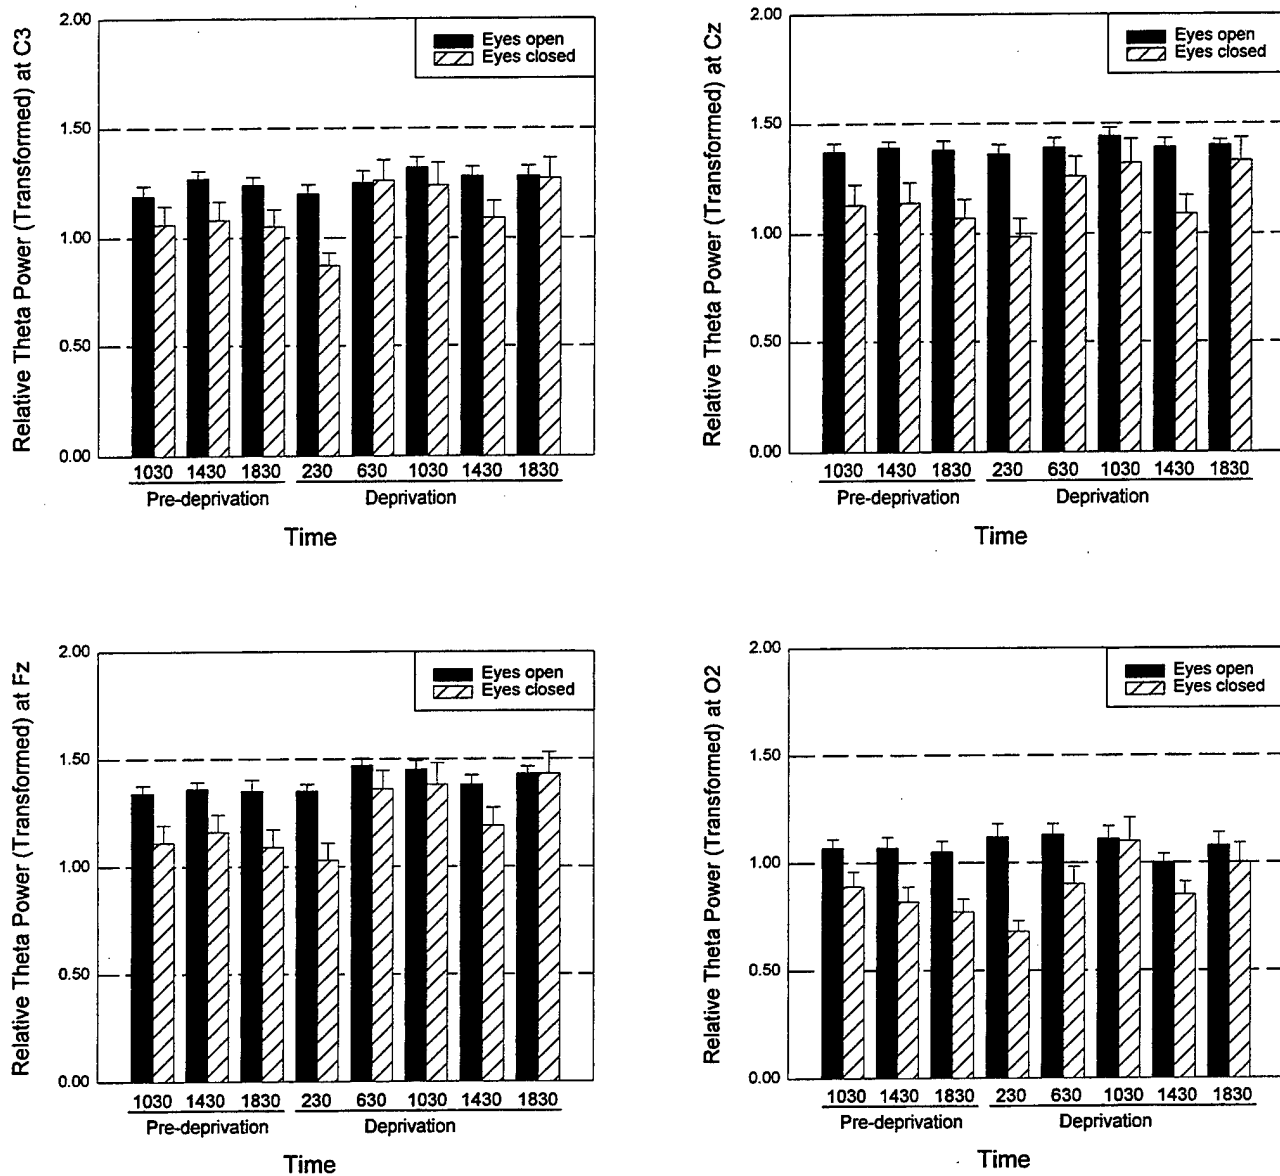 Relative Theta Power (Transformed) at C3
2.00
1.50
1.00
0.50
0.00
Eyes open
Eyes closed
1030 1430 1830 230 630 1030 1430 1830
Pre-deprivation Deprivation
Time
Relative Theta Power (Transformed) at Cz
2.00
1.50
1.00
0.50
0.00
Eyes open
Eyes closed
1030 1430 1830 230 630 1030 1430 1830
Pre-deprivation Deprivation
Time
Relative Theta Power (Transformed) at Fz
2.00
1.50
1.00
0.50
0.00
Eyes open
Eyes closed
1030 1430 1830 230 630 1030 1430 1830
Pre-deprivation Deprivation
Time
Relative Theta Power (Transformed) at O2
2.00
1.50
1.00
0.50
0.00
Eyes open
Eyes closed
1030 1430 1830 230 630 1030 1430 1830
Pre-deprivation Deprivation
Time